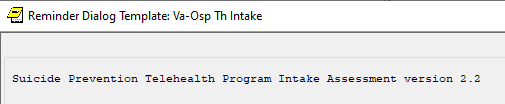 Reminder Dialog Template: Va-Osp Th Intake
Suicide Prevention Telehealth Program Intake Assessment version 2.2